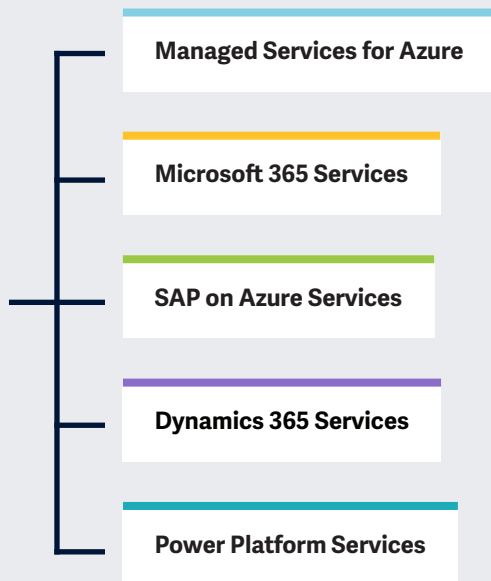 Managed Services for Azure
Microsoft 365 Services
SAP on Azure Services
Dynamics 365 Services
Power Platform Services